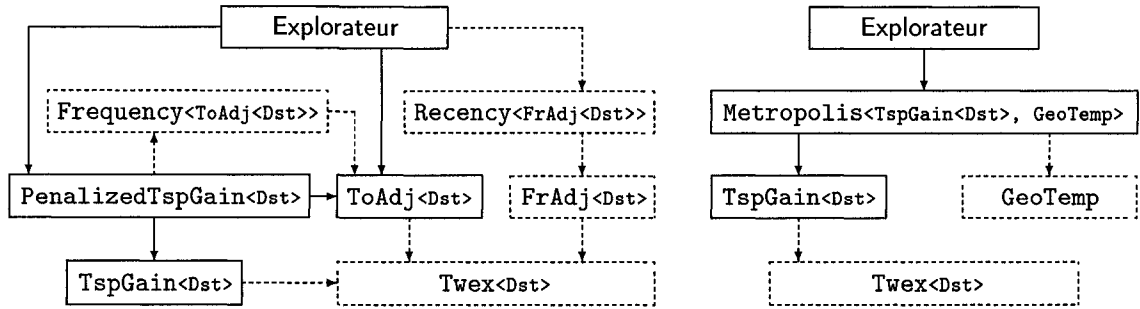 Explorateur
Frequency<ToAdj<Dst>>
Recency<FrAdj<Dst>>
PenalizedTspGain<Dst>
ToAdj<Dst>
FrAdj<Dst>
TspGain<Dst>
Twex<Dst>
Explorateur
Metropolis<TspGain<Dst>, GeoTemp>
TspGain<Dst>
GeoTemp
Twex<Dst>